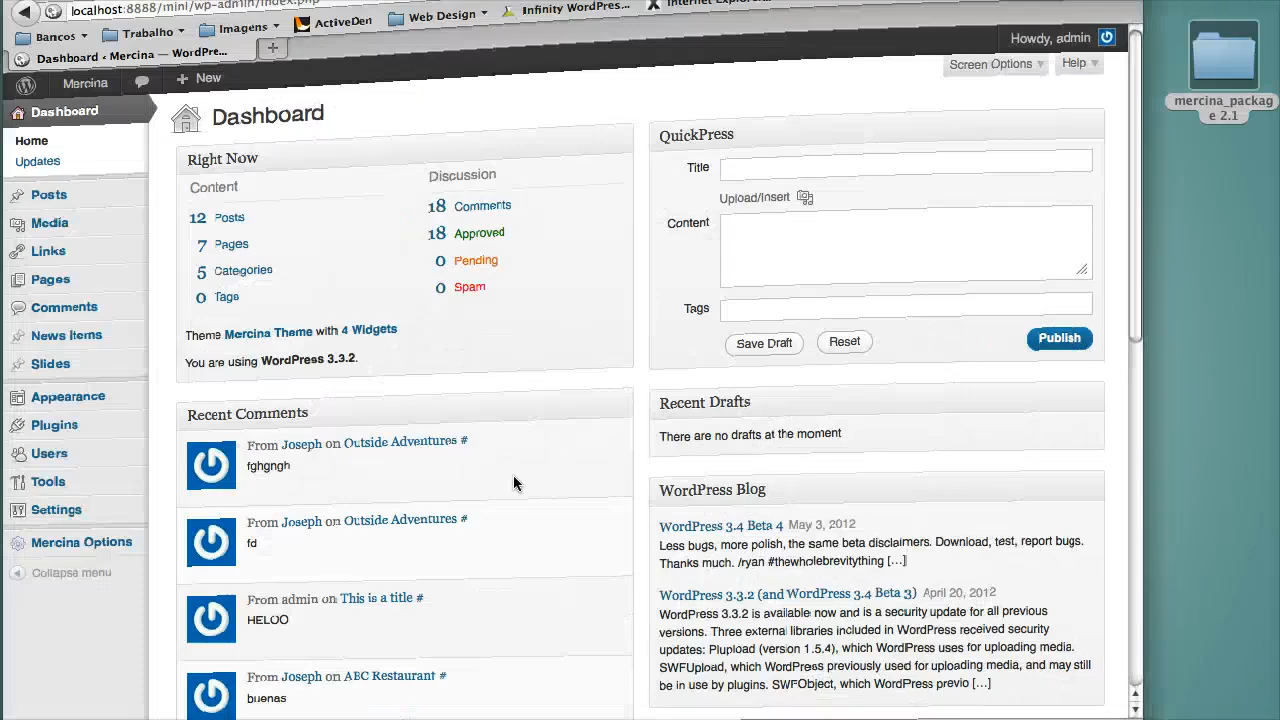 localhost:8888/mini/wp-admin/index.php
Bancos
Trabalho
Imagens
ActiveDen
Web Design
Infinity WordPres...
Dashboard ‹ Mercina — WordPre...
Mercina
New
Howdy, admin
Screen Options
Help
Dashboard
Home
Updates
Posts
Media
Links
Pages
Comments
News Items
Slides
Appearance
Plugins
Users
Tools
Settings
Mercina Options
Collapse menu
Dashboard
Right Now
Content
Discussion
12 Posts
18 Comments
7 Pages
18 Approved
5 Categories
0 Pending
0 Tags
0 Spam
Theme Mercina Theme with 4 Widgets
You are using WordPress 3.3.2.
Recent Comments
From Joseph on Outside Adventures #
fghgngh
From Joseph on Outside Adventures #
fd
From admin on This is a title #
HELOO
From Joseph on ABC Restaurant #
buenas
QuickPress
Title
Upload/Insert
Content
Tags
Save Draft
Reset
Publish
Recent Drafts
There are no drafts at the moment
WordPress Blog
WordPress 3.4 Beta 4 May 3, 2012
Less bugs, more polish, the same beta disclaimers. Download, test, report bugs.
Thanks much. /ryan #thewholebrevitything [...]
WordPress 3.3.2 (and WordPress 3.4 Beta 3) April 20, 2012
WordPress 3.3.2 is available now and is a security update for all previous
versions. Three external libraries included in WordPress received security
updates: Plupload (version 1.5.4), which WordPress uses for uploading media.
SWFUpload, which WordPress previously used for uploading media, and may still
be in use by plugins. SWFObject, which WordPress previo [...]
mercina_packag
e 2.1